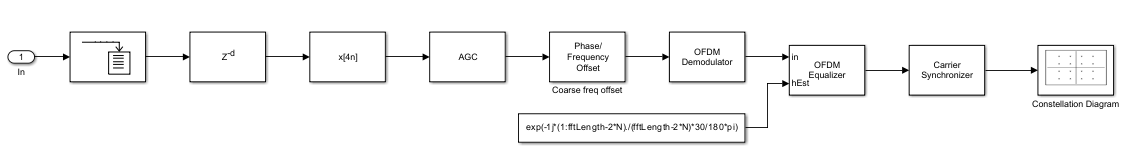 1
In
Z-d
x[4n]
AGC
Phase/
Frequency
Offset
Coarse freq offset
OFDM
Demodulator
in
hEst
OFDM
Equalizer
Carrier
Synchronizer
Constellation Diagram
exp(-1j*(1:fftLength-2*N)./(fftLength-2*N)*30/180*pi)